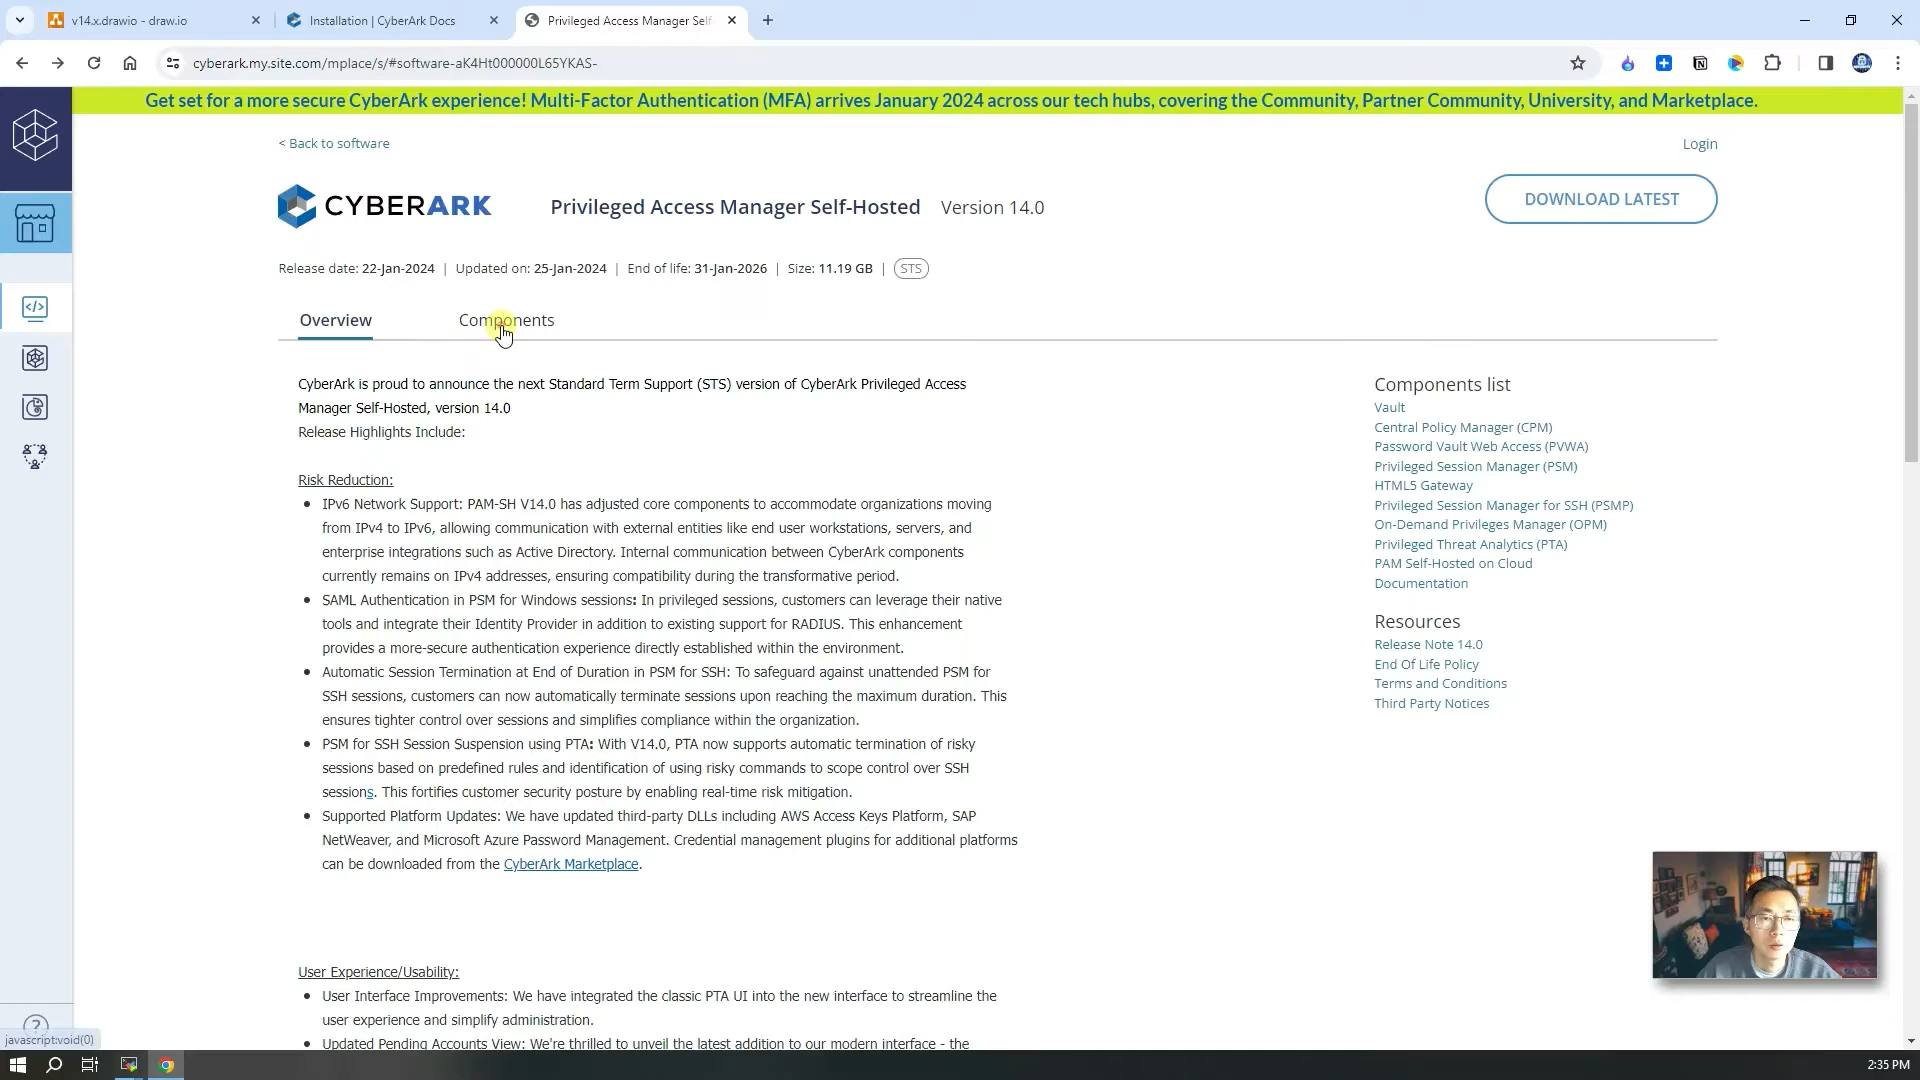 v14.x.drawio - draw.io
Installation | CyberArk Docs
Privileged Access Manager Self-
cyberark.my.site.com/mplace/s/#software-aK4Ht000000L65YKAS-
Get set for a more secure CyberArk experience! Multi-Factor Authentication (MFA) arrives January 2024 across our tech hubs, covering the Community, Partner Community, University, and Marketplace.
< Back to software
Login
CYBERARK
Privileged Access Manager Self-Hosted
Version 14.0
DOWNLOAD LATEST
Release date: 22-Jan-2024 | Updated on: 25-Jan-2024 | End of life: 31-Jan-2026 | Size: 11.19 GB | STS
Overview
Components
CyberArk is proud to announce the next Standard Term Support (STS) version of CyberArk Privileged Access
Manager Self-Hosted, version 14.0
Release Highlights Include:
Risk Reduction:
• IPv6 Network Support: PAM-SH V14.0 has adjusted core components to accommodate organizations moving
from IPv4 to IPv6, allowing communication with external entities like end user workstations, servers, and
enterprise integrations such as Active Directory. Internal communication between CyberArk components
currently remains on IPv4 addresses, ensuring compatibility during the transformative period.
• SAML Authentication in PSM for Windows sessions: In privileged sessions, customers can leverage their native
tools and integrate their Identity Provider in addition to existing support for RADIUS. This enhancement
provides a more-secure authentication experience directly established within the environment.
• Automatic Session Termination at End of Duration in PSM for SSH: To safeguard against unattended PSM for
SSH sessions, customers can now automatically terminate sessions upon reaching the maximum duration. This
ensures tighter control over sessions and simplifies compliance within the organization.
• PSM for SSH Session Suspension using PTA: With V14.0, PTA now supports automatic termination of risky
sessions based on predefined rules and identification of using risky commands to scope control over SSH
sessions. This fortifies customer security posture by enabling real-time risk mitigation.
• Supported Platform Updates: We have updated third-party DLLs including AWS Access Keys Platform, SAP
NetWeaver, and Microsoft Azure Password Management. Credential management plugins for additional platforms
can be downloaded from the CyberArk Marketplace.
User Experience/Usability:
• User Interface Improvements: We have integrated the classic PTA UI into the new interface to streamline the
user experience and simplify administration.
• Updated Pending Accounts View: We're thrilled to unveil the latest addition to our modern interface - the
Components list
Vault
Central Policy Manager (CPM)
Password Vault Web Access (PVWA)
Privileged Session Manager (PSM)
HTML5 Gateway
Privileged Session Manager for SSH (PSMP)
On-Demand Privileges Manager (OPM)
Privileged Threat Analytics (PTA)
PAM Self-Hosted on Cloud
Documentation
Resources
Release Note 14.0
End Of Life Policy
Terms and Conditions
Third Party Notices
javascript:void(0)
2:35 PM